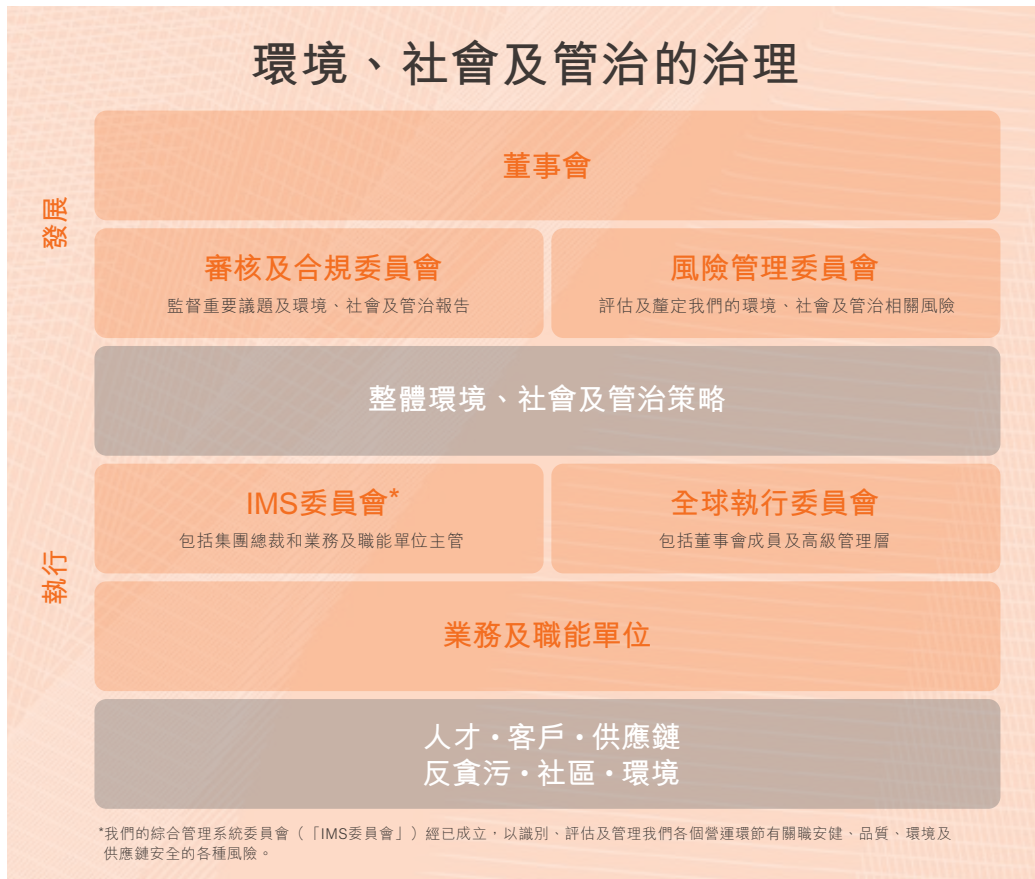 環境、社會及管治的治理
發展
董事會
審核及合規委員會
監督重要議題及環境、社會及管治報告
風險管理委員會
評估及釐定我們的環境、社會及管治相關風險
整體環境、社會及管治策略
執行
IMS委員會*
包括集團總裁和業務及職能單位主管
全球執行委員會
包括董事會成員及高級管理層
業務及職能單位
人才•客戶•供應鏈
反貪污•社區•環境
*我們的綜合管理系統委員會（「IMS委員會」）經已成立，以識別、評估及管理我們各個營運環節有關職安健、品質、環境及
供應鏈安全的各種風險。